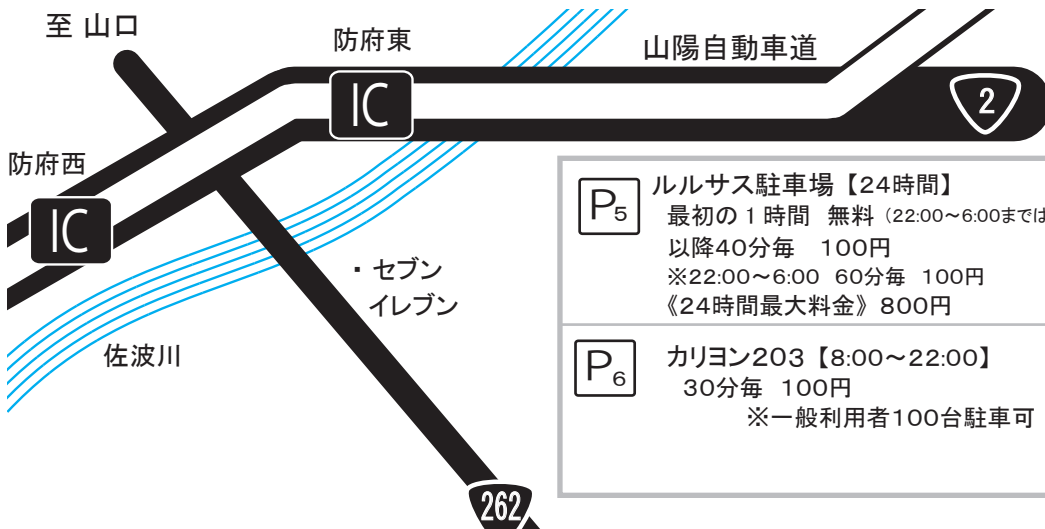 至 山口
防府東
山陽自動車道
IC
2
防府西
IC
P5
ルルサス駐車場【24時間】
最初の1時間 無料 (22:00～6:00までは
以降40分毎 100円
※22:00～6:00 60分毎 100円
《24時間最大料金》800円
・セブン
イレブン
佐波川
P6
カリヨン203【8:00～22:00】
30分毎 100円
※一般利用者100台駐車可
262